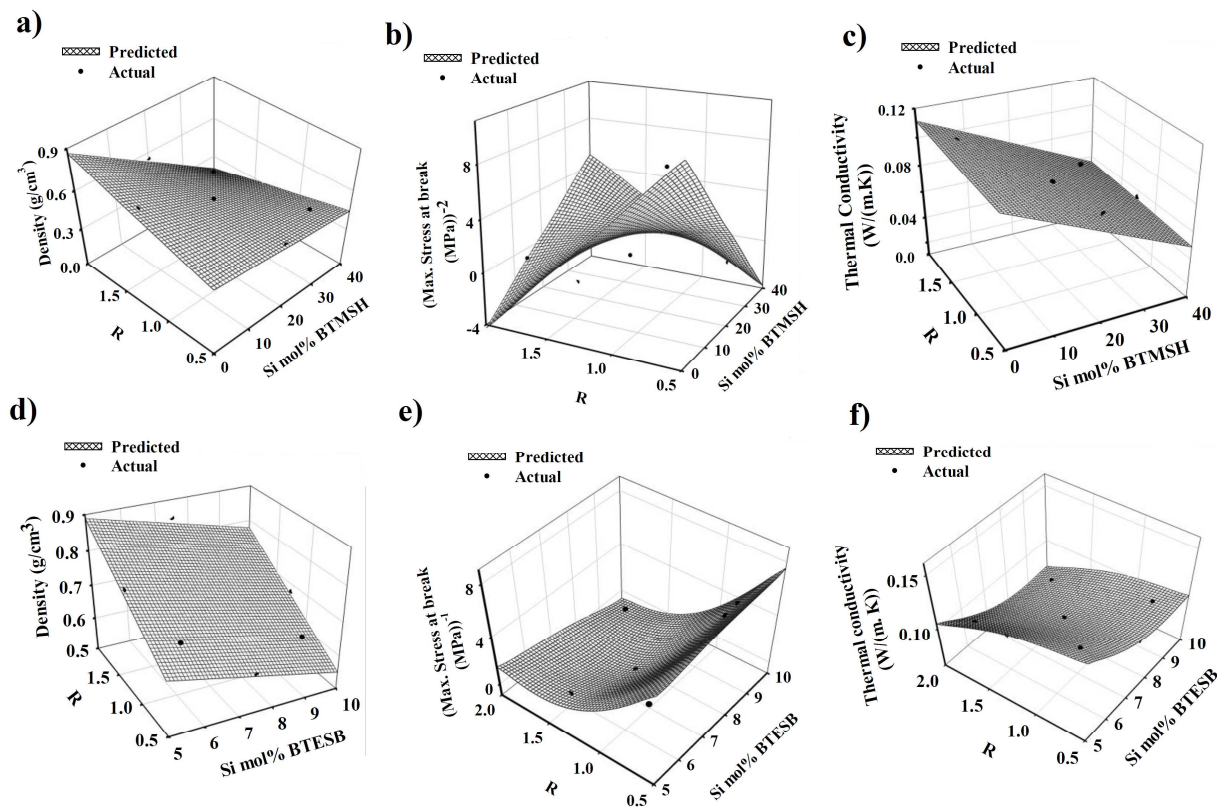 a)
Predicted
Actual
Density (g/cm³)
0.9
0.6
0.3
0.0
1.5
1.0
0.5
R
0
10
20
30
40
Si mol% BTMSH
b)
Predicted
Actual
(Max. Stress at break
(MPa))⁻²
8
4
0
-4
1.5
1.0
0.5
R
0
10
20
30
40
Si mol% BTMSH
c)
Predicted
Actual
Thermal Conductivity
(W/(m.K))
0.12
0.08
0.04
0.0
1.5
1.0
0.5
R
0
10
20
30
40
Si mol% BTMSH
d)
Predicted
Actual
Density (g/cm³)
0.9
0.8
0.7
0.6
0.5
1.5
1.0
0.5
R
5
6
7
8
9
10
Si mol% BTESB
e)
Predicted
Actual
(Max. Stress at break
(MPa))⁻¹
8
4
0
2.0
1.5
1.0
0.5
R
5
6
7
8
9
10
Si mol% BTESB
f)
Predicted
Actual
Thermal conductivity
(W/(m. K))
0.15
0.10
2.0
1.5
1.0
0.5
R
5
6
7
8
9
10
Si mol% BTESB